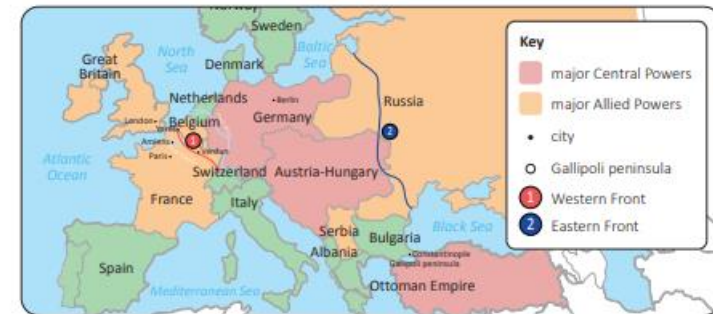 Norway
Sweden
North
Sea
Baltic
Sea
Great
Britain
Denmark
Netherlands
Berlin
London
Belgium
Germany
Russia
Ypres
1
2
Amiens
Verdun
Paris
Atlantic
Ocean
Switzerland
Austria-Hungary
France
Italy
Serbia
Black Sea
Albania
Bulgaria
Constantinople
Gallipoli peninsula
Spain
Mediterranean Sea
Ottoman Empire
Key
major Central Powers
major Allied Powers
city
Gallipoli peninsula
1 Western Front
2 Eastern Front